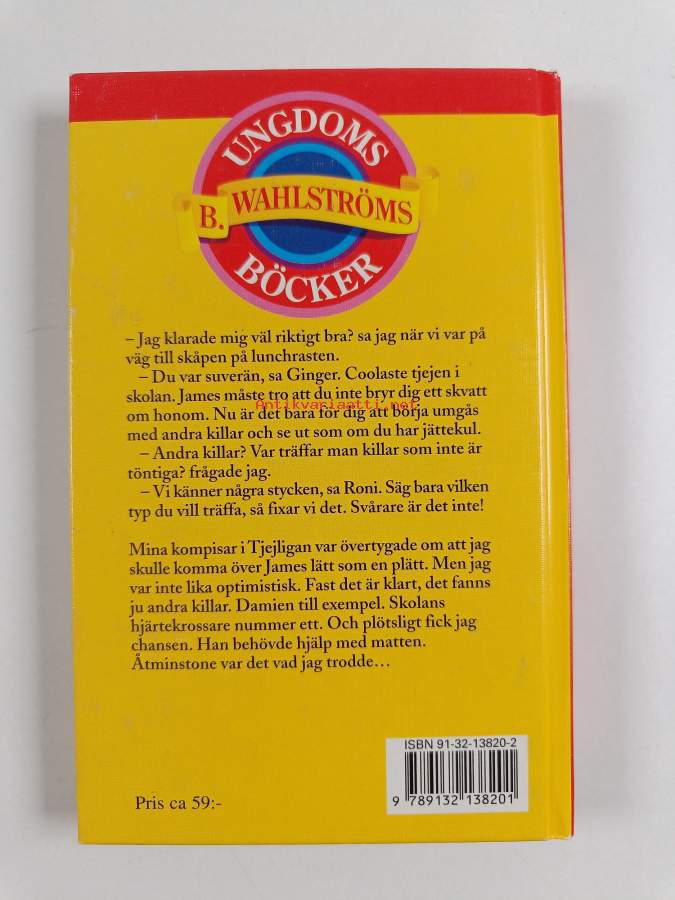 UNGDOMS
B. WAHLSTRÖMS
BÖCKER
– Jag klarade mig väl riktigt bra? sa jag när vi var på
väg till skåpen på lunchrasten.
– Du var suverän, sa Ginger. Coolaste tjejen i
skolan. James måste tro att du inte bryr dig ett skvatt
om honom. Nu är det bara för dig att börja umgås
Antikvariaatti.net
med andra killar och se ut som om du har jättekul.
– Andra killar? Var träffar man killar som inte är
töntiga? frågade jag.
– Vi känner några stycken, sa Roni. Säg bara vilken
typ du vill träffa, så fixar vi det. Svårare är det inte!
Mina kompisar i Tjejligan var övertygade om att jag
skulle komma över James lätt som en plätt. Men jag
var inte lika optimistisk. Fast det är klart, det fanns
ju andra killar. Damien till exempel. Skolans
hjärtekrossare nummer ett. Och plötsligt fick jag
chansen. Han behövde hjälp med matten.
Åtminstone var det vad jag trodde…
ISBN 91-32-13820-2
9 789132 138201
Pris ca 59:-